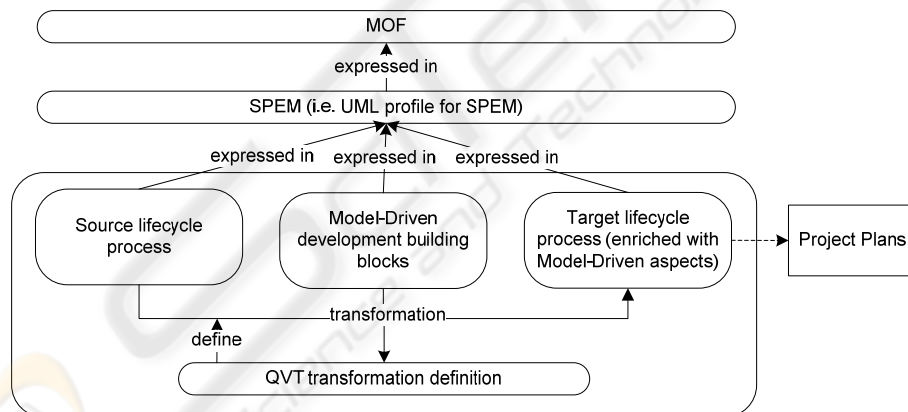 MOF
expressed in
SPEM (i.e. UML profile for SPEM)
expressed in
expressed in
expressed in
Source lifecycle
process
Model-Driven
development building
blocks
Target lifecycle
process (enriched with
Model-Driven aspects)
Project Plans
transformation
define
QVT transformation definition